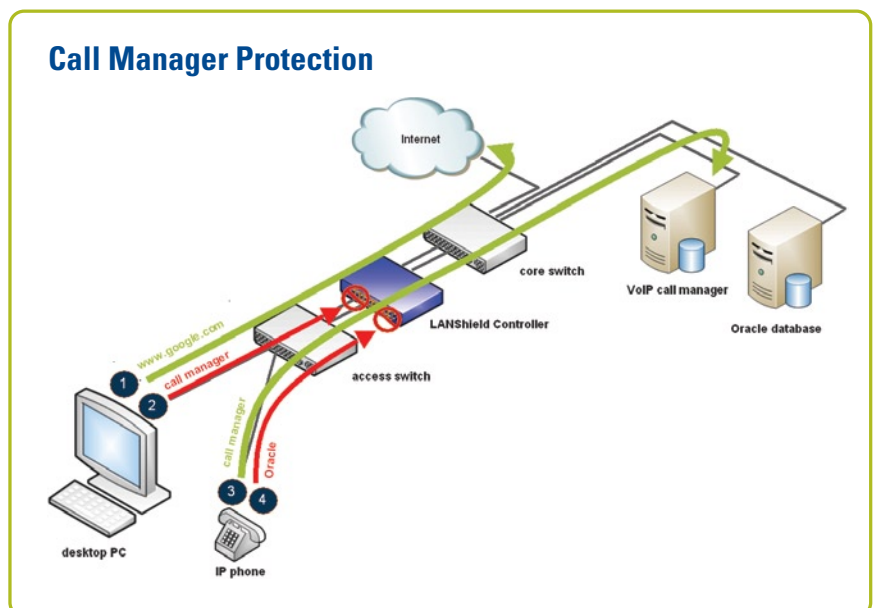 Call Manager Protection
Internet
core switch
VoIP call manager
Oracle database
LANShield Controller
access switch
www.google.com
call manager
1
2
call manager
Oracle
3
4
desktop PC
IP phone